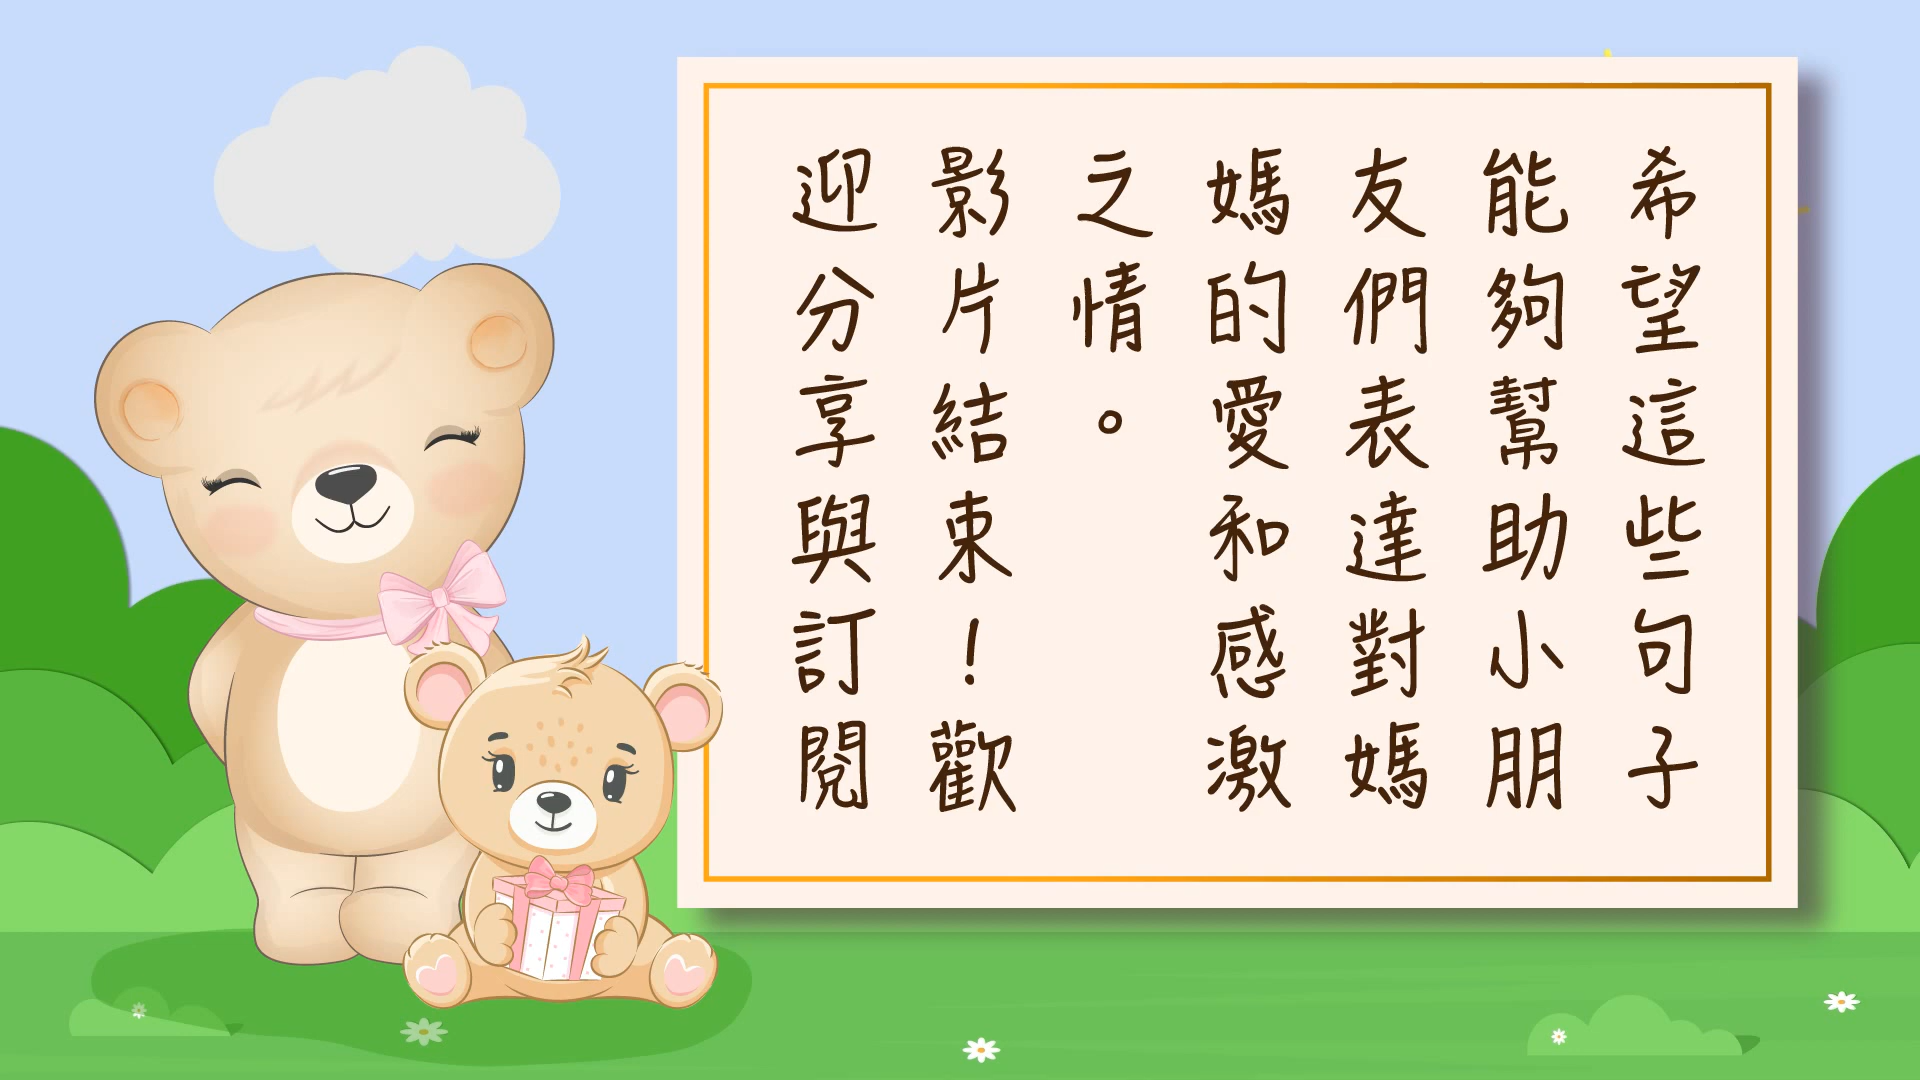 希望這些句子
能夠幫助小朋
友們表達對媽
媽的愛和感激
之情。
影片結束！歡
迎分享與訂閱